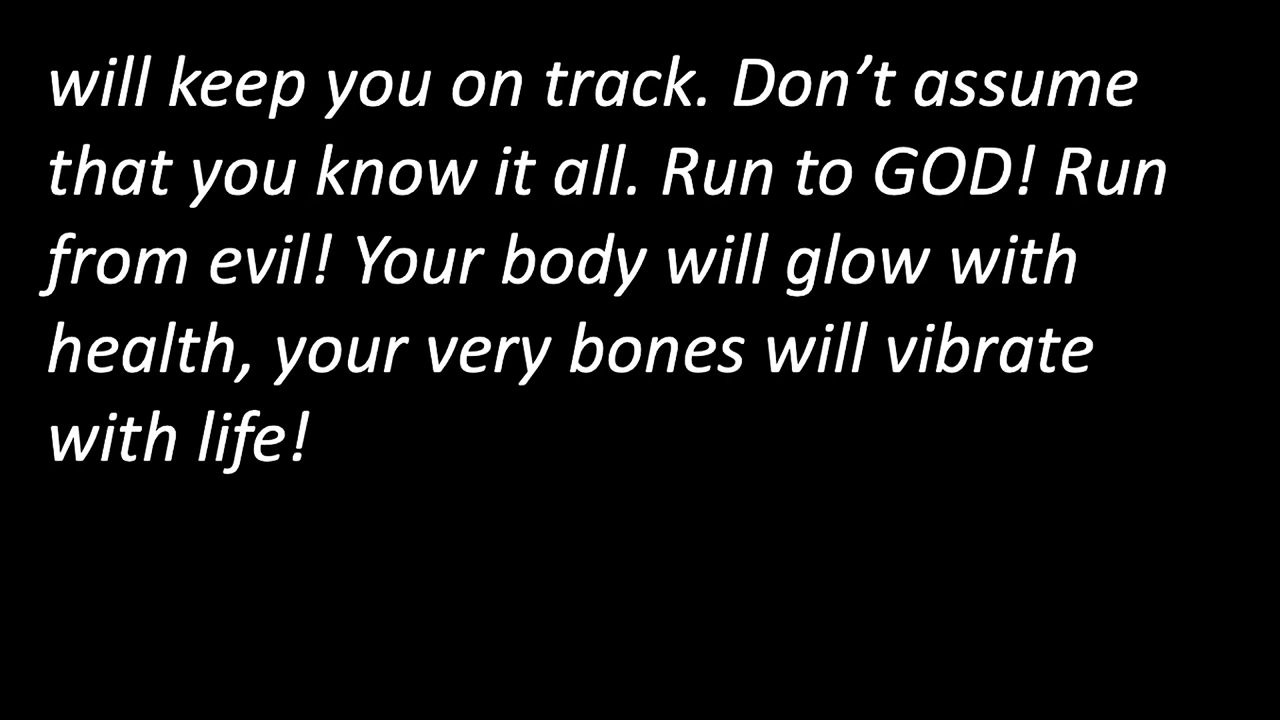 will keep you on track. Don’t assume
that you know it all. Run to GOD! Run
from evil! Your body will glow with
health, your very bones will vibrate
with life!